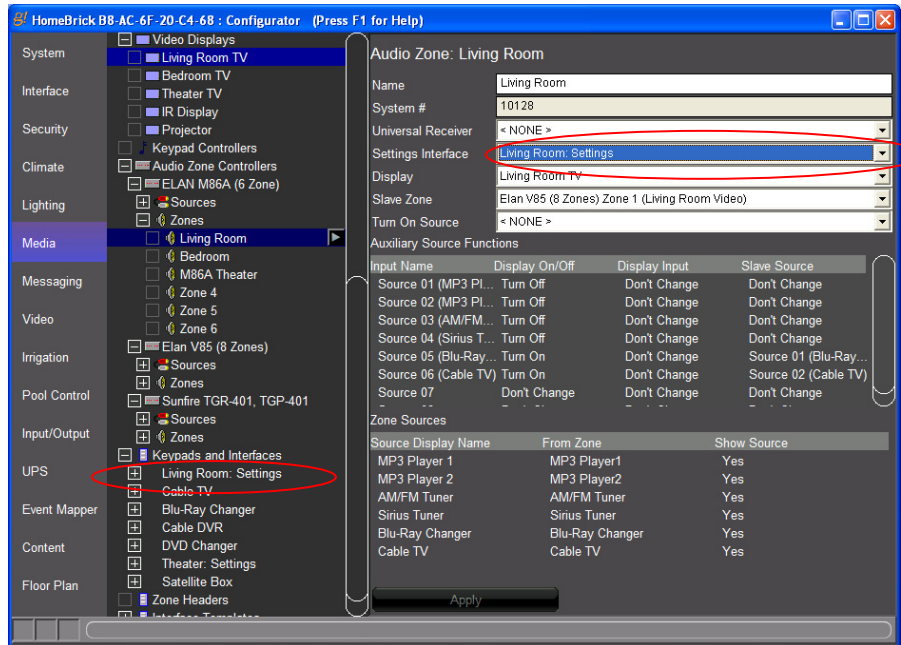 HomeBrick B8-AC-6F-20-C4-68 : Configurator (Press F1 for Help)
System
Interface
Security
Climate
Lighting
Media
Messaging
Video
Irrigation
Pool Control
Input/Output
UPS
Event Mapper
Content
Floor Plan
Video Displays
Living Room TV
Bedroom TV
Theater TV
IR Display
Projector
Keypad Controllers
Audio Zone Controllers
ELAN M86A (6 Zone)
Sources
Zones
Living Room
Bedroom
M86A Theater
Zone 4
Zone 5
Zone 6
Elan V85 (8 Zones)
Sources
Zones
Sunfire TGR-401, TGP-401
Sources
Zones
Keypads and Interfaces
Living Room: Settings
Cable TV
Blu-Ray Changer
Cable DVR
DVD Changer
Theater: Settings
Satellite Box
Zone Headers
Interface Templates
Audio Zone: Living Room
Name Living Room
System # 10128
Universal Receiver < NONE >
Settings Interface Living Room: Settings
Display Living Room TV
Slave Zone Elan V85 (8 Zones) Zone 1 (Living Room Video)
Turn On Source < NONE >
Auxiliary Source Functions
Input Name Display On/Off Display Input Slave Source
Source 01 (MP3 Pl... Turn Off Don't Change Don't Change
Source 02 (MP3 Pl... Turn Off Don't Change Don't Change
Source 03 (AM/FM... Turn Off Don't Change Don't Change
Source 04 (Sirius T... Turn Off Don't Change Don't Change
Source 05 (Blu-Ray... Turn On Don't Change Source 01 (Blu-Ray...
Source 06 (Cable TV) Turn On Don't Change Source 02 (Cable TV)
Source 07 Don't Change Don't Change Don't Change
Zone Sources
Source Display Name From Zone Show Source
MP3 Player 1 MP3 Player1 Yes
MP3 Player 2 MP3 Player2 Yes
AM/FM Tuner AM/FM Tuner Yes
Sirius Tuner Sirius Tuner Yes
Blu-Ray Changer Blu-Ray Changer Yes
Cable TV Cable TV Yes
Apply